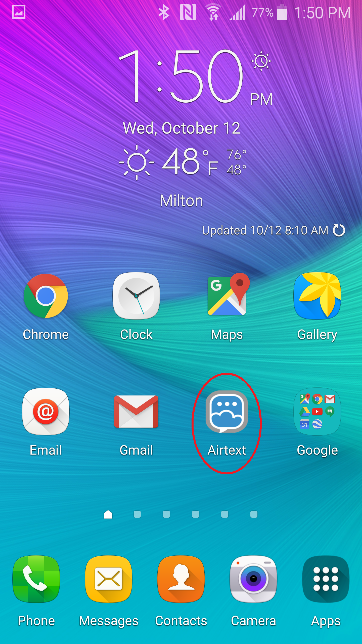 77% 1:50 PM
1:50 PM
Wed, October 12
48°F 76° 48°
Milton
Updated 10/12 8:10 AM
Chrome Clock Maps Gallery
Email Gmail Airtext Google
Phone Messages Contacts Camera Apps